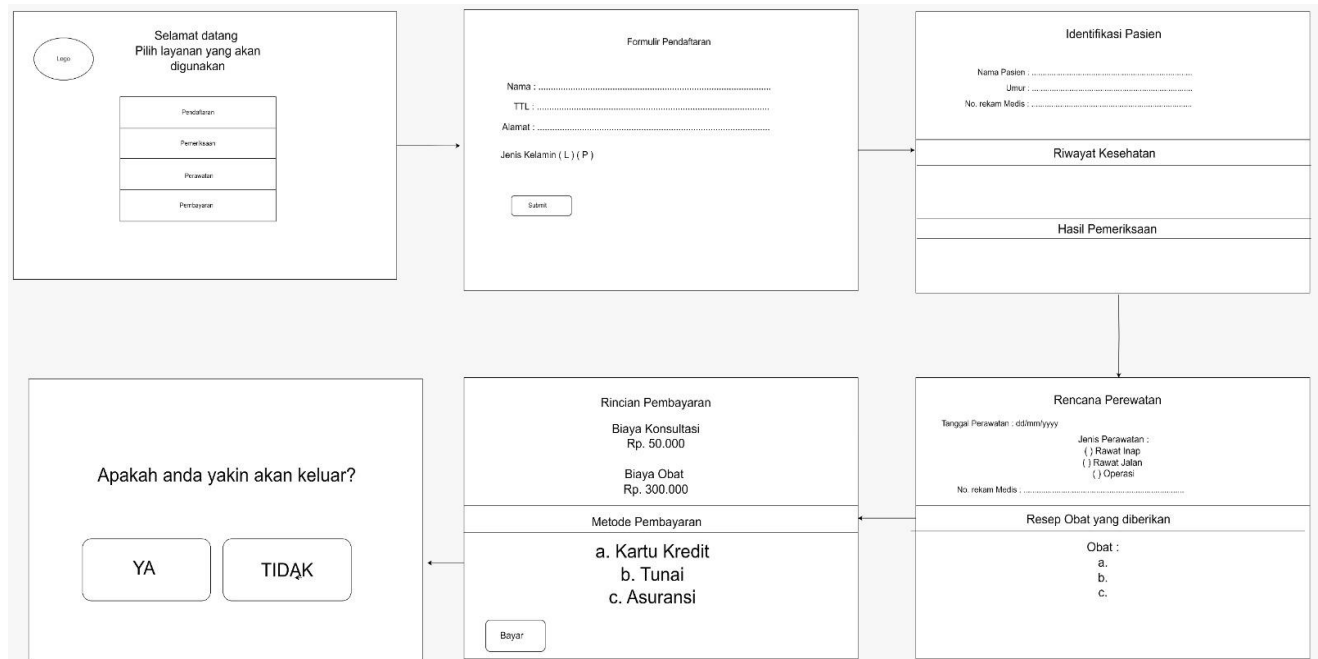 Logo
Selamat datang
Pilih layanan yang akan
digunakan
Pendaftaran
Pemeriksaan
Perawatan
Pembayaran
Formulir Pendaftaran
Nama : ........................................................................
TTL : ........................................................................
Alamat : ........................................................................
Jenis Kelamin ( L ) ( P )
Submit
Identifikasi Pasien
Nama Pasien : ........................................................................
Umur : ........................................................................
No. rekam Medis : ........................................................................
Riwayat Kesehatan
Hasil Pemeriksaan
Apakah anda yakin akan keluar?
YA
TIDAK
Rincian Pembayaran
Biaya Konsultasi
Rp. 50.000
Biaya Obat
Rp. 300.000
Metode Pembayaran
a. Kartu Kredit
b. Tunai
c. Asuransi
Bayar
Rencana Perewatan
Tanggal Perawatan : dd/mm/yyyy
Jenis Perawatan :
( ) Rawat Inap
( ) Rawat Jalan
( ) Operasi
No. rekam Medis : ........................................................................
Resep Obat yang diberikan
Obat :
a.
b.
c.